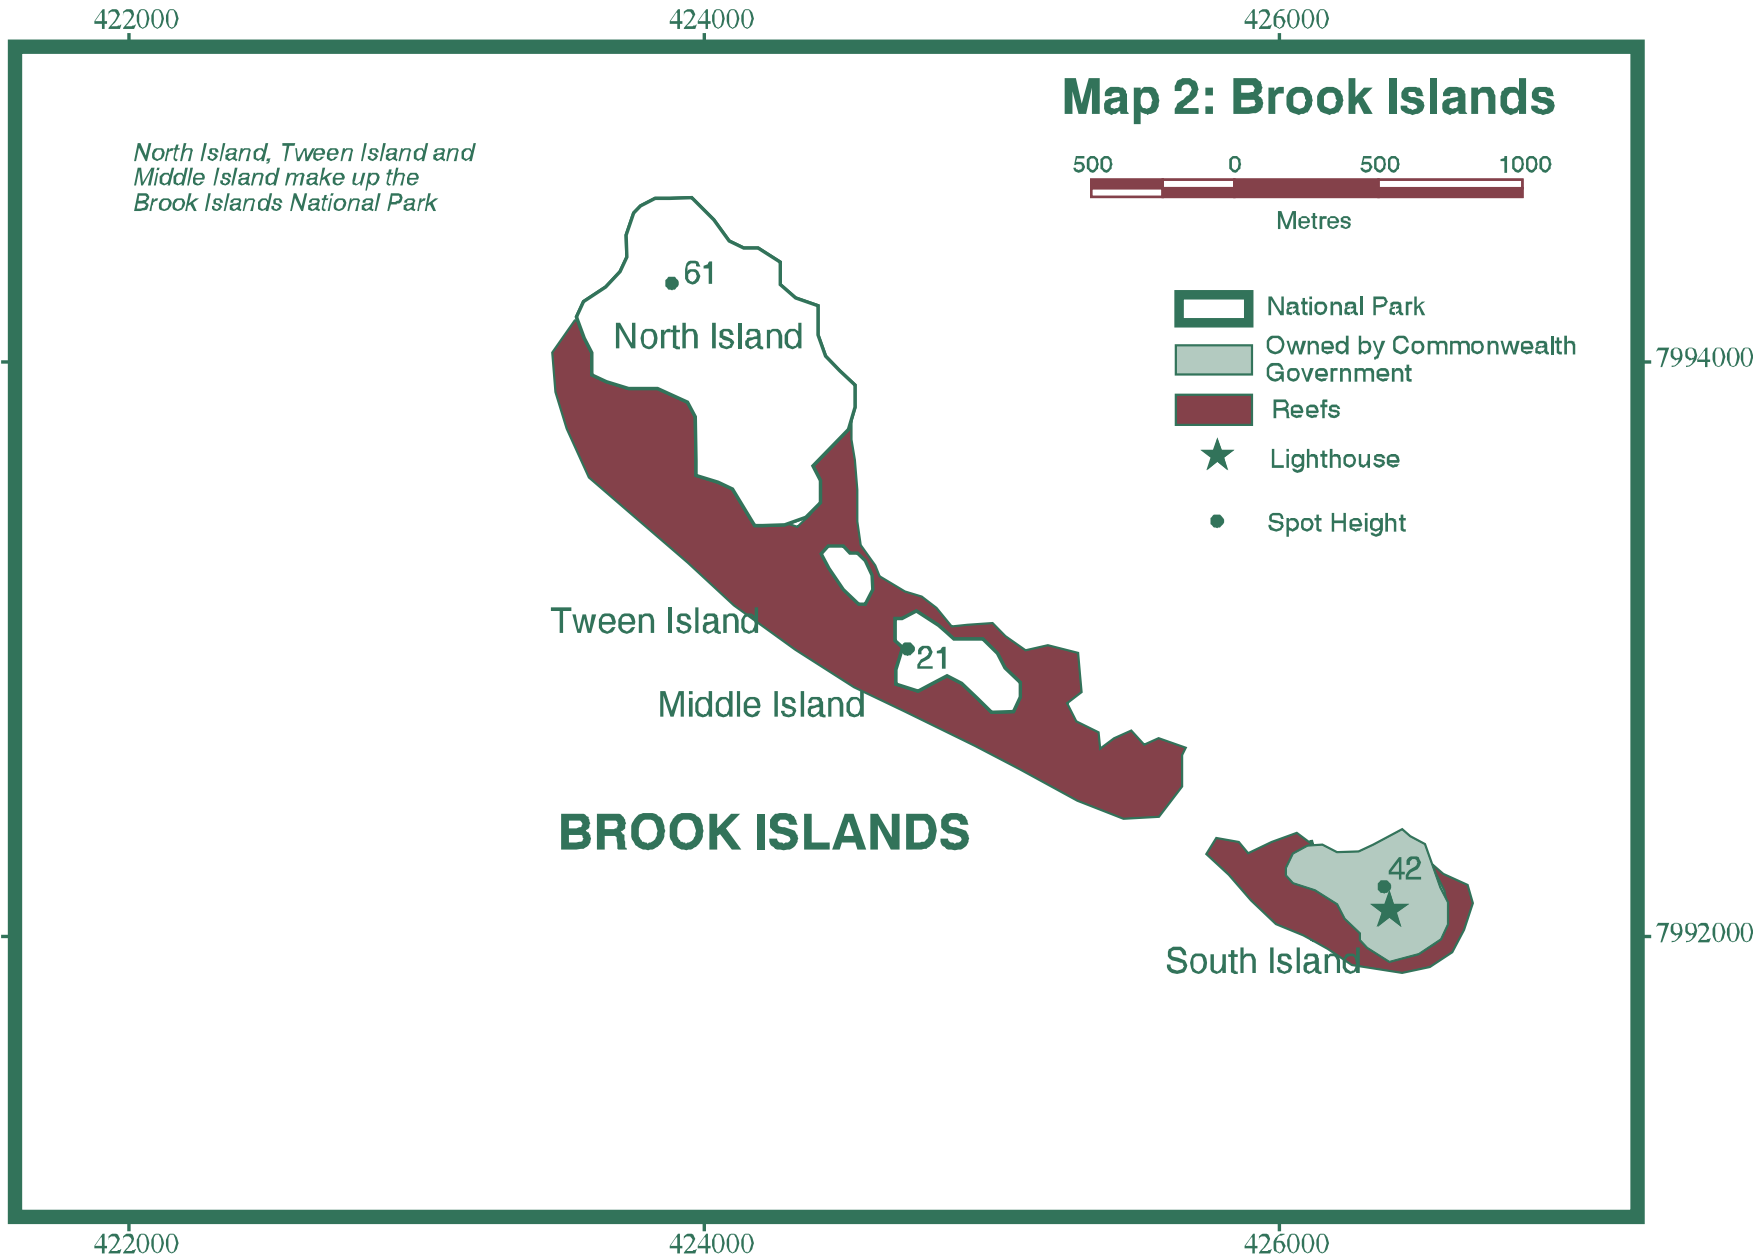 422000 424000 426000
Map 2: Brook Islands
North Island, Tween Island and
Middle Island make up the
Brook Islands National Park
500 0 500 1000
Metres
61
North Island
National Park
Owned by Commonwealth
Government
7994000
Reefs
Lighthouse
Spot Height
Tween Island
21
Middle Island
BROOK ISLANDS
42
7992000
South Island
422000 424000 426000